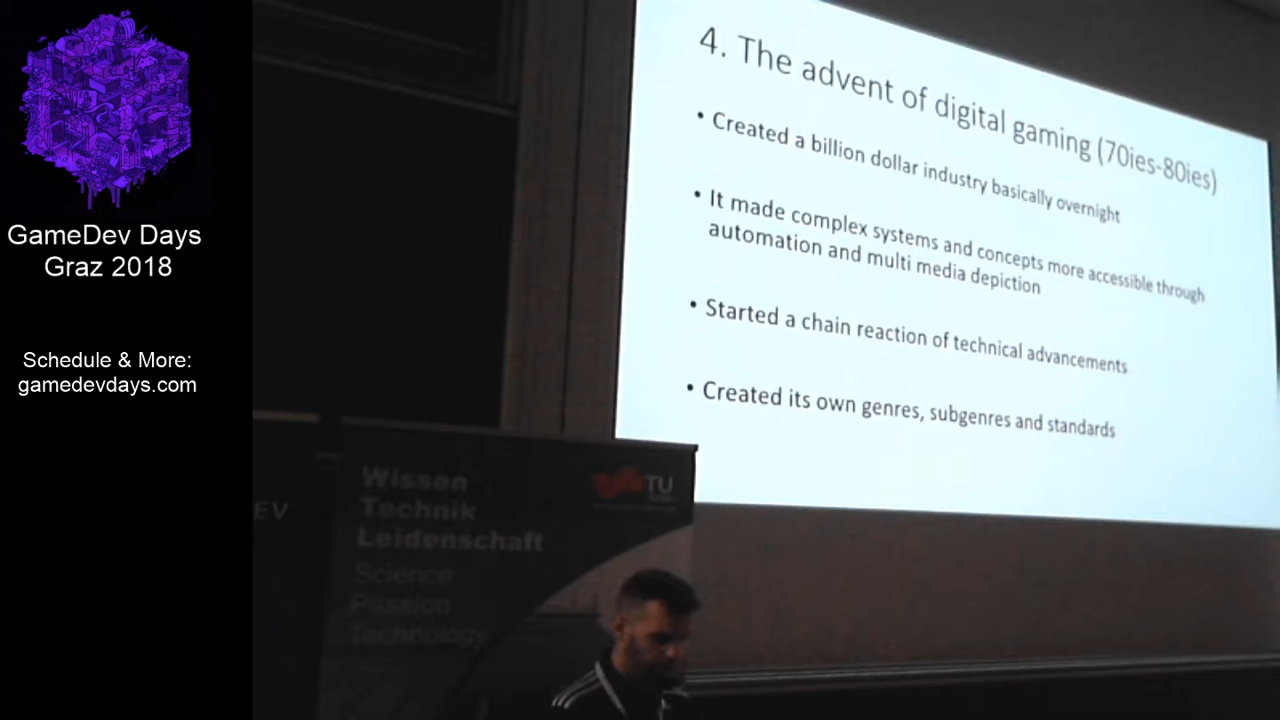 GameDev Days
Graz 2018
Schedule & More:
gamedevdays.com
4. The advent of digital gaming (70ies-80ies)
• Created a billion dollar industry basically overnight
• It made complex systems and concepts more accessible through
automation and multi media depiction
• Started a chain reaction of technical advancements
• Created its own genres, subgenres and standards
EV
Wissen
Technik
Leidenschaft
TU
Science
Passion
Technology